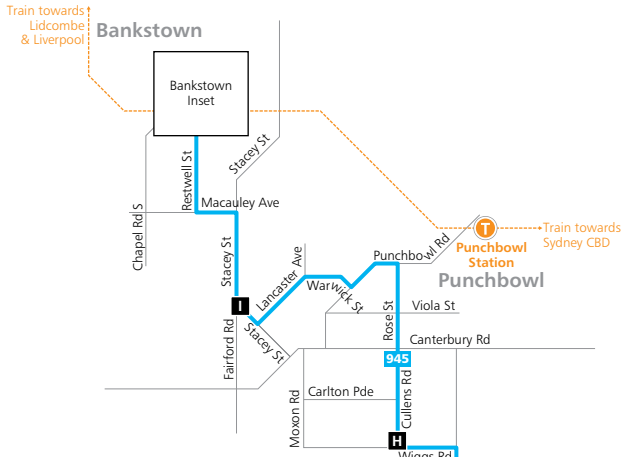 Train towards
Lidcombe
& Liverpool
Bankstown
Bankstown
Inset
Stacey St
Restwell St
Macauley Ave
Chapel Rd S
Stacey St
Train towards
Sydney CBD
T
Punchbowl
Station
Punchbowl
Punchbowl Rd
Lancaster Ave
Warwick St
I
Stacey St
Fairford Rd
Rose St
Viola St
Canterbury Rd
945
Carlton Pde
Cullens Rd
Moxon Rd
H
Wiggs Rd